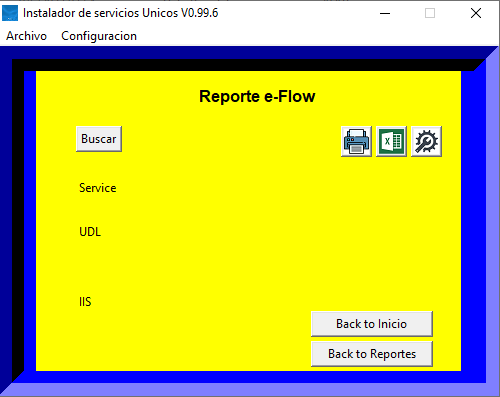 Instalador de servicios Unicos V0.99.6
Archivo Configuracion
Reporte e-Flow
Buscar
Service
UDL
IIS
Back to Inicio
Back to Reportes